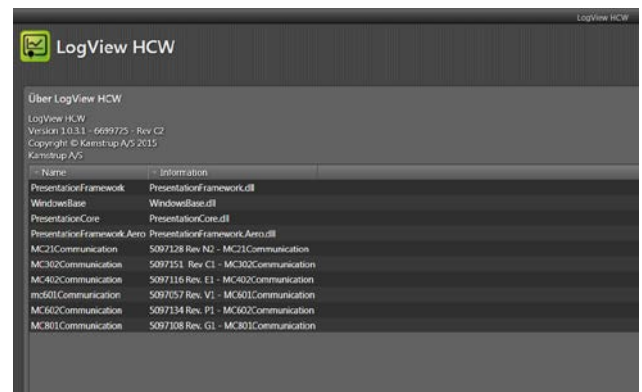 LogView HCW
LogView HCW
Über LogView HCW
LogView HCW
Version 1.0.3.1 - 6699725 - Rev C2
Copyright © Kamstrup A/S 2015
Kamstrup A/S
Name Information
PresentationFramework PresentationFramework.dll
WindowsBase WindowsBase.dll
PresentationCore PresentationCore.dll
PresentationFramework.Aero PresentationFramework.Aero.dll
MC21Communication 5097128 Rev N2 - MC21Communication
MC302Communication 5097151 Rev C1 - MC302Communication
MC402Communication 5097116 Rev. E1 - MC402Communication
mc601Communication 5097057 Rev. V1 - MC601Communication
MC602Communication 5097134 Rev. P1 - MC602Communication
MC801Communication 5097108 Rev. G1 - MC801Communication